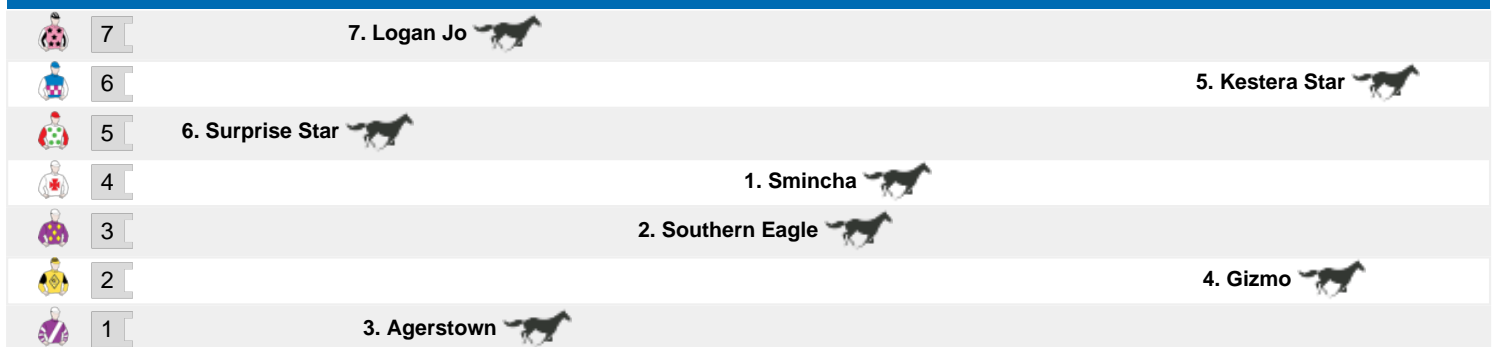 7 7. Logan Jo
6 5. Kestera Star
5 6. Surprise Star
4 1. Smincha
3 2. Southern Eagle
2 4. Gizmo
1 3. Agerstown